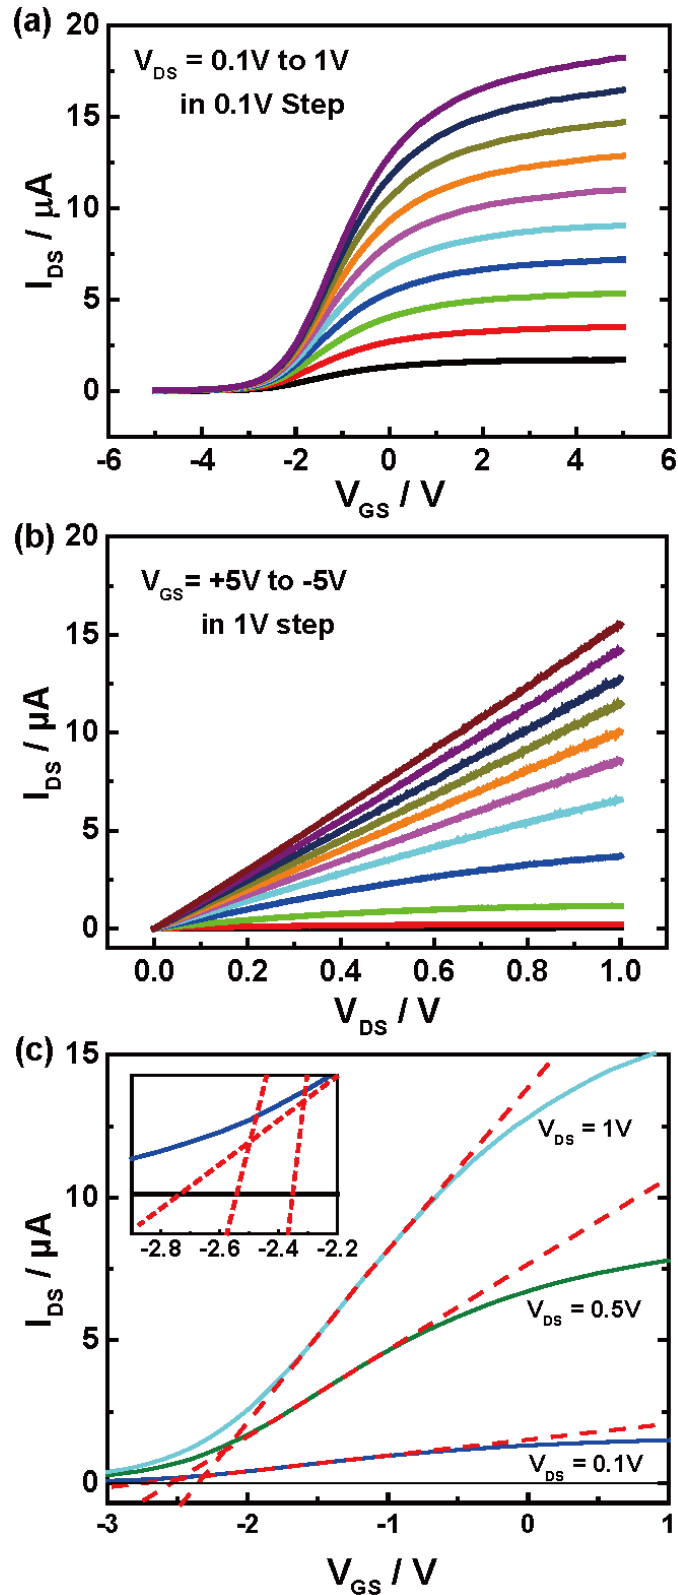 (a)
V_DS = 0.1V to 1V
in 0.1V Step
20
15
10
5
0
I_DS / μA
-6 -4 -2 0 2 4 6
V_GS / V
(b)
V_GS= +5V to -5V
in 1V step
20
15
10
5
0
I_DS / μA
0.0 0.2 0.4 0.6 0.8 1.0
V_DS / V
(c)
15
10
5
0
I_DS / μA
-2.8 -2.6 -2.4 -2.2
V_DS = 1V
V_DS = 0.5V
V_DS = 0.1V
-3 -2 -1 0 1
V_GS / V